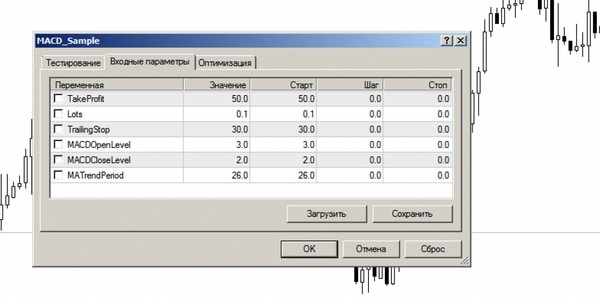 MACD_Sample
Тестирование Входные параметры Оптимизация
Переменная Значение Старт Шаг Стоп
TakeProfit 50.0 50.0 0.0 0.0
Lots 0.1 0.1 0.0 0.0
TrailingStop 30.0 30.0 0.0 0.0
MACDOpenLevel 3.0 3.0 0.0 0.0
MACDCloseLevel 2.0 2.0 0.0 0.0
MATrendPeriod 26.0 26.0 0.0 0.0
Загрузить Сохранить
OK Отмена Сброс